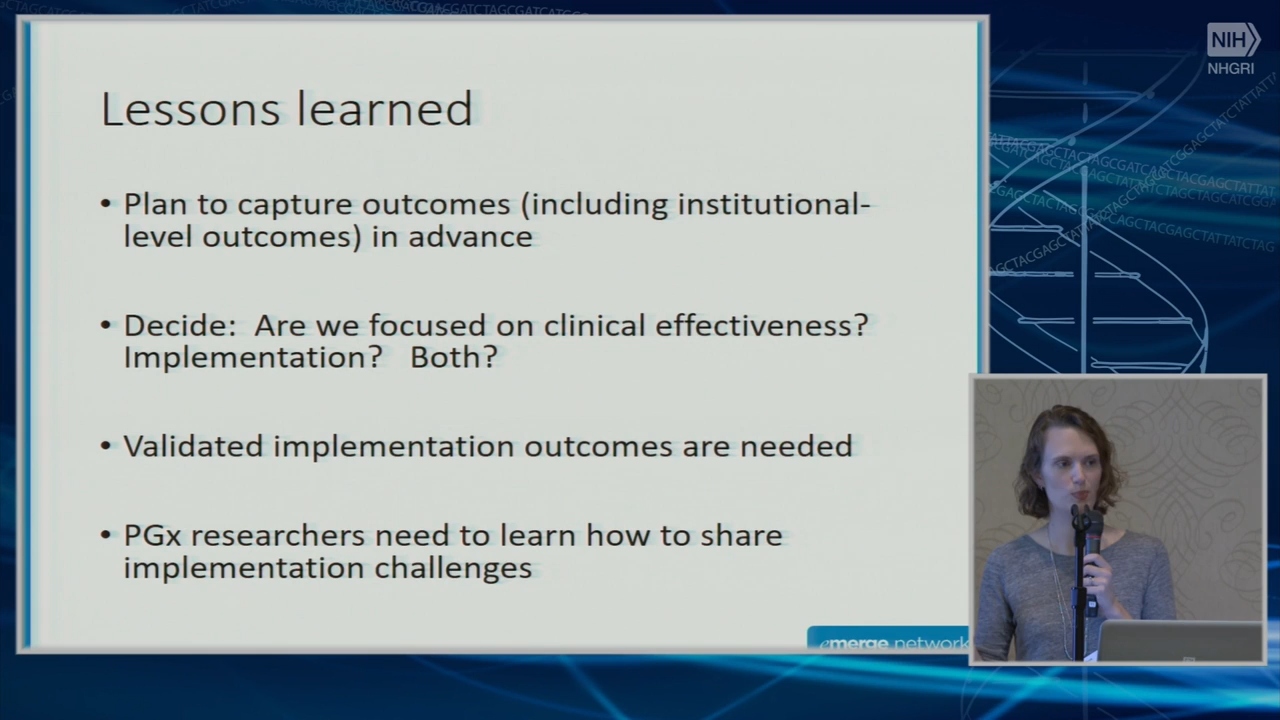 NIH
NHGRI
Lessons learned
• Plan to capture outcomes (including institutional-
level outcomes) in advance
• Decide:  Are we focused on clinical effectiveness?
Implementation?   Both?
• Validated implementation outcomes are needed
• PGx researchers need to learn how to share
implementation challenges
emerge network